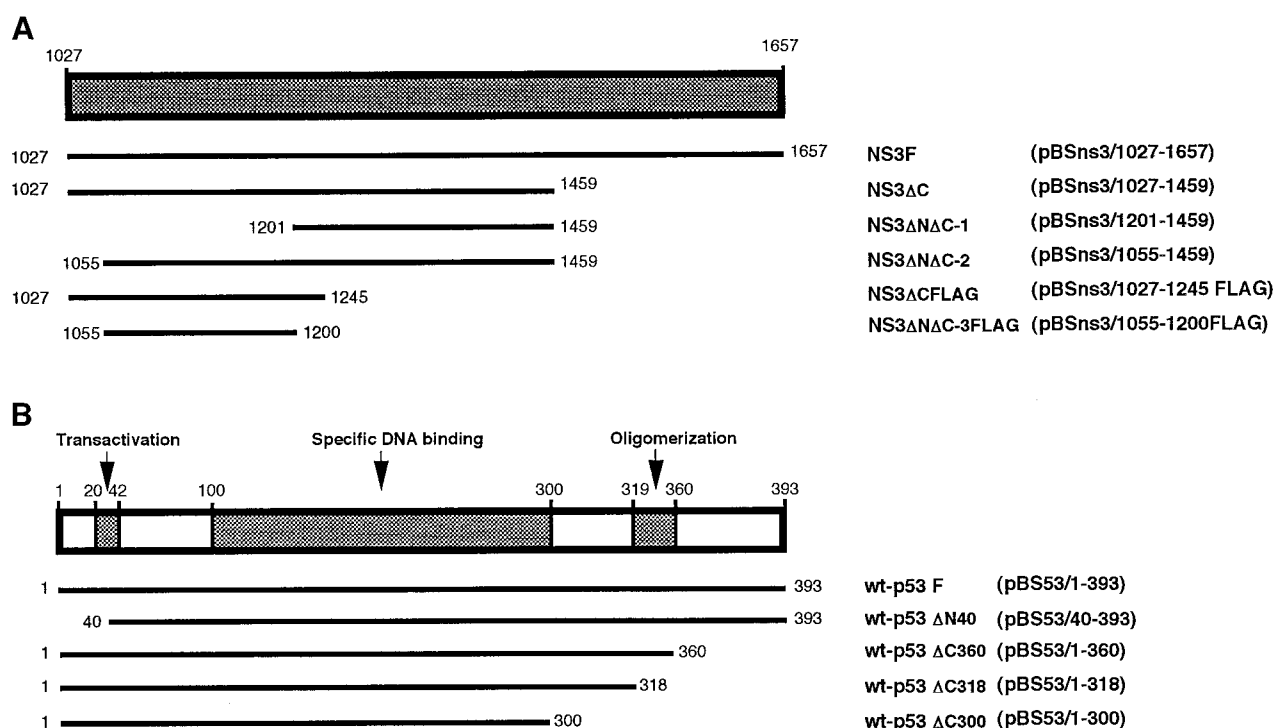 A
1027 1657
1027 1657 NS3F (pBSns3/1027-1657)
1027 1459 NS3ΔC (pBSns3/1027-1459)
1201 1459 NS3ΔNΔC-1 (pBSns3/1201-1459)
1055 1459 NS3ΔNΔC-2 (pBSns3/1055-1459)
1027 1245 NS3ΔCFLAG (pBSns3/1027-1245 FLAG)
1055 1200 NS3ΔNΔC-3FLAG (pBSns3/1055-1200FLAG)
B
Transactivation Specific DNA binding Oligomerization
1 20 42 100 300 319 360 393
1 393 wt-p53 F (pBS53/1-393)
40 393 wt-p53 ΔN40 (pBS53/40-393)
1 360 wt-p53 ΔC360 (pBS53/1-360)
1 318 wt-p53 ΔC318 (pBS53/1-318)
1 300 wt-p53 ΔC300 (pBS53/1-300)